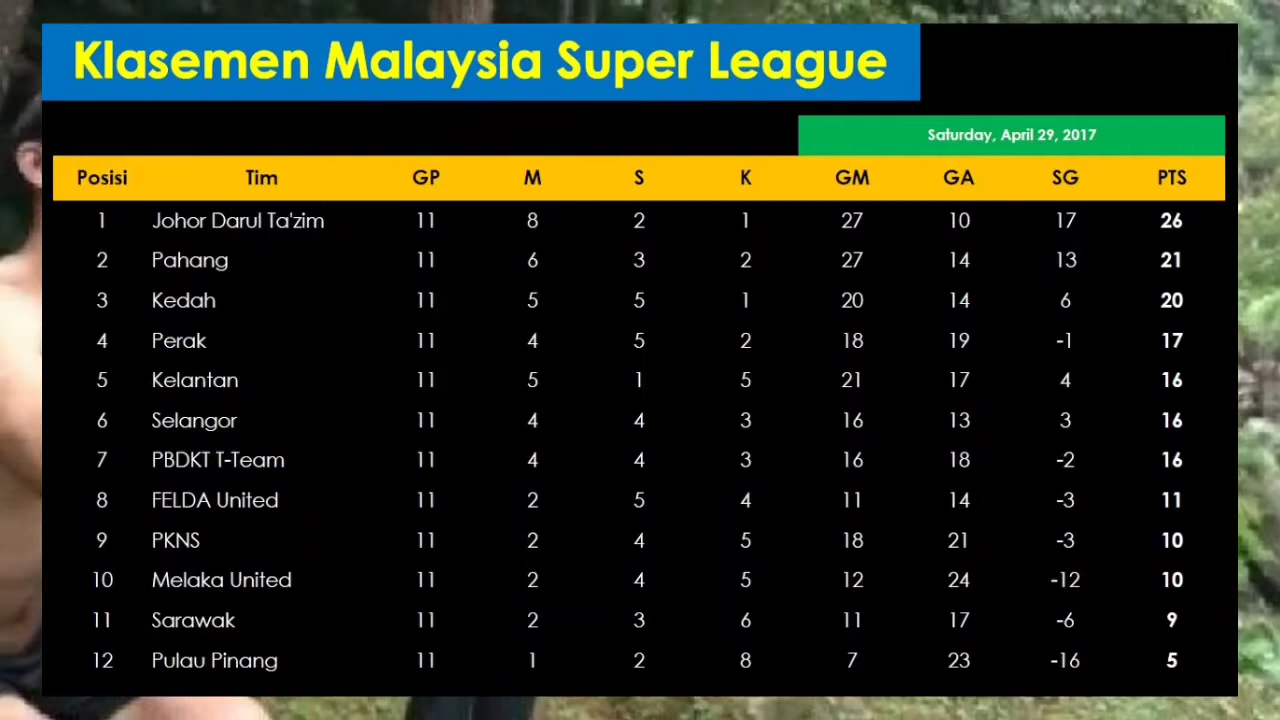 Klasemen Malaysia Super League
Saturday, April 29, 2017
Posisi Tim GP M S K GM GA SG PTS
1 Johor Darul Ta'zim 11 8 2 1 27 10 17 26
2 Pahang 11 6 3 2 27 14 13 21
3 Kedah 11 5 5 1 20 14 6 20
4 Perak 11 4 5 2 18 19 -1 17
5 Kelantan 11 5 1 5 21 17 4 16
6 Selangor 11 4 4 3 16 13 3 16
7 PBDKT T-Team 11 4 4 3 16 18 -2 16
8 FELDA United 11 2 5 4 11 14 -3 11
9 PKNS 11 2 4 5 18 21 -3 10
10 Melaka United 11 2 4 5 12 24 -12 10
11 Sarawak 11 2 3 6 11 17 -6 9
12 Pulau Pinang 11 1 2 8 7 23 -16 5